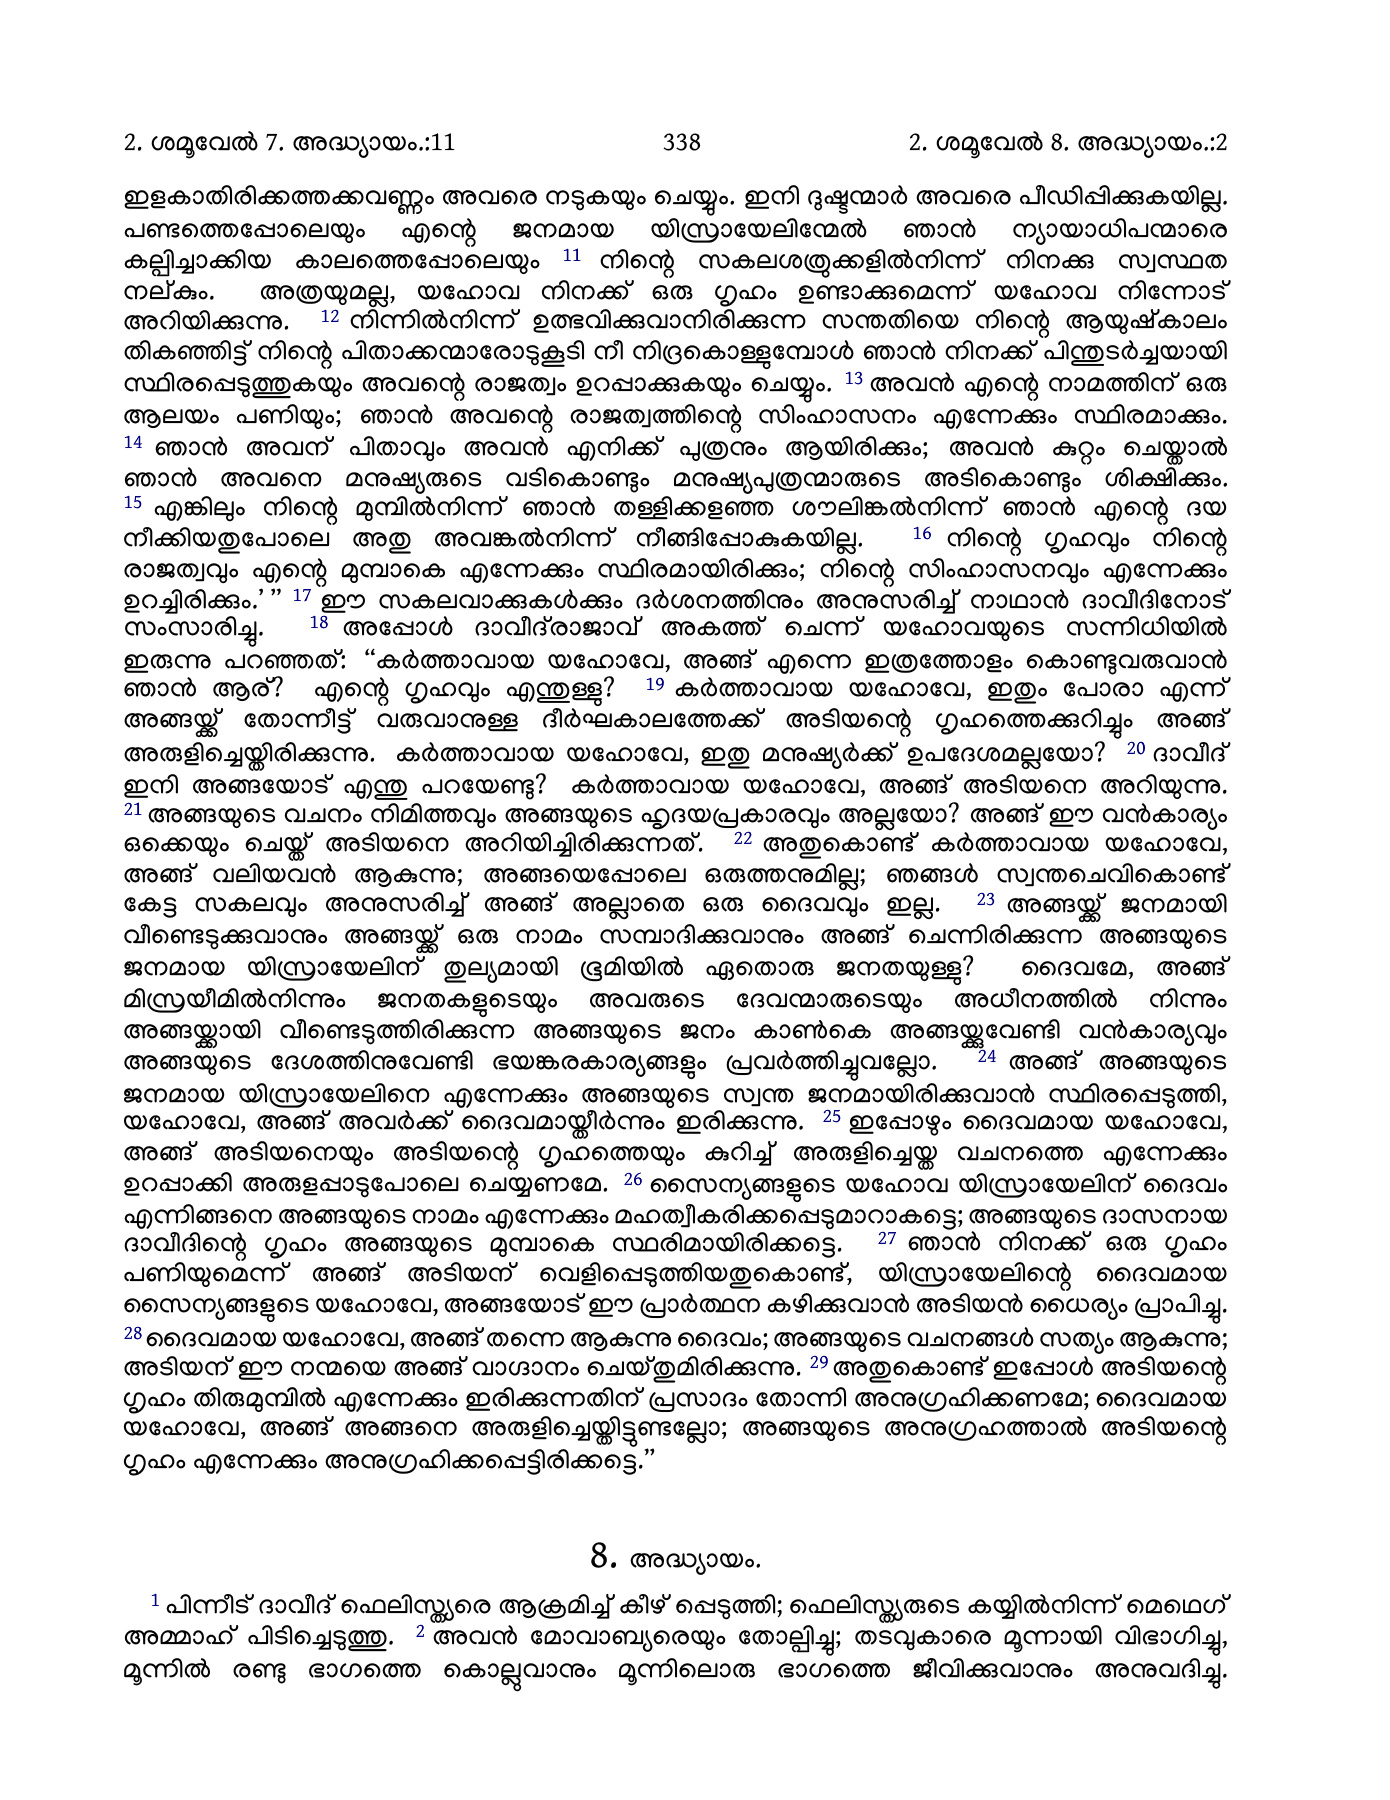 2. ശമൂവേൽ 7. അദ്ധ്യായം.:11 338 2. ശമൂവേൽ 8. അദ്ധ്യായം.:2
ഇളകാതിരിക്കത്തക്കവണ്ണം അവരെ നടുകയും ചെയ്യും. ഇനി ദുഷ്ടന്മാർ അവരെ പീഡിപ്പിക്കുകയില്ല.
പണ്ടത്തെപ്പോലെയും എന്റെ ജനമായ യിസ്രായേലിന്മേൽ ഞാൻ ന്യായാധിപന്മാരെ
കല്പിച്ചാക്കിയ കാലത്തെപ്പോലെയും 11 നിന്റെ സകലശത്രുക്കളിൽനിന്ന് നിനക്കു സ്വസ്ഥത
നല്കും. അത്രയുമല്ല, യഹോവ നിനക്ക് ഒരു ഗൃഹം ഉണ്ടാക്കുമെന്ന് യഹോവ നിന്നോട്
അറിയിക്കുന്നു. 12 നിന്നിൽനിന്ന് ഉത്ഭവിക്കുവാനിരിക്കുന്ന സന്തതിയെ നിന്റെ ആയുഷ്കാലം
തികഞ്ഞിട്ട് നിന്റെ പിതാക്കന്മാരോടുകൂടി നീ നിദ്രകൊള്ളുമ്പോൾ ഞാൻ നിനക്ക് പിന്തുടർച്ചയായി
സ്ഥിരപ്പെടുത്തുകയും അവന്റെ രാജത്വം ഉറപ്പാക്കുകയും ചെയ്യും. 13 അവൻ എന്റെ നാമത്തിന് ഒരു
ആലയം പണിയും; ഞാൻ അവന്റെ രാജത്വത്തിന്റെ സിംഹാസനം എന്നേക്കും സ്ഥിരമാക്കും.
14 ഞാൻ അവന് പിതാവും അവൻ എനിക്ക് പുത്രനും ആയിരിക്കും; അവൻ കുറ്റം ചെയ്താൽ
ഞാൻ അവനെ മനുഷ്യരുടെ വടികൊണ്ടും മനുഷ്യപുത്രന്മാരുടെ അടികൊണ്ടും ശിക്ഷിക്കും.
15 എങ്കിലും നിന്റെ മുമ്പിൽനിന്ന് ഞാൻ തള്ളിക്കളഞ്ഞ ശൗലിങ്കൽനിന്ന് ഞാൻ എന്റെ ദയ
നീക്കിയതുപോലെ അതു അവങ്കൽനിന്ന് നീങ്ങിപ്പോകുകയില്ല. 16 നിന്റെ ഗൃഹവും നിന്റെ
രാജത്വവും എന്റെ മുമ്പാകെ എന്നേക്കും സ്ഥിരമായിരിക്കും; നിന്റെ സിംഹാസനവും എന്നേക്കും
ഉറച്ചിരിക്കും.’ ” 17 ഈ സകലവാക്കുകൾക്കും ദർശനത്തിനും അനുസരിച്ച് നാഥാൻ ദാവീദിനോട്
സംസാരിച്ചു. 18 അപ്പോൾ ദാവീദ്‌രാജാവ് അകത്ത് ചെന്ന് യഹോവയുടെ സന്നിധിയിൽ
ഇരുന്നു പറഞ്ഞത്: “കർത്താവായ യഹോവേ, അങ്ങ് എന്നെ ഇത്രത്തോളം കൊണ്ടുവരുവാൻ
ഞാൻ ആര്? എന്റെ ഗൃഹവും എന്തുള്ളു? 19 കർത്താവായ യഹോവേ, ഇതും പോരാ എന്ന്
അങ്ങയ്ക്ക് തോന്നീട്ട് വരുവാനുള്ള ദീർഘകാലത്തേക്ക് അടിയന്റെ ഗൃഹത്തെക്കുറിച്ചും അങ്ങ്
അരുളിച്ചെയ്തിരിക്കുന്നു. കർത്താവായ യഹോവേ, ഇതു മനുഷ്യർക്ക് ഉപദേശമല്ലയോ? 20 ദാവീദ്
ഇനി അങ്ങയോട് എന്തു പറയേണ്ടു? കർത്താവായ യഹോവേ, അങ്ങ് അടിയനെ അറിയുന്നു.
21 അങ്ങയുടെ വചനം നിമിത്തവും അങ്ങയുടെ ഹൃദയപ്രകാരവും അല്ലയോ? അങ്ങ് ഈ വൻകാര്യം
ഒക്കെയും ചെയ്ത് അടിയനെ അറിയിച്ചിരിക്കുന്നത്. 22 അതുകൊണ്ട് കർത്താവായ യഹോവേ,
അങ്ങ് വലിയവൻ ആകുന്നു; അങ്ങയെപ്പോലെ ഒരുത്തനുമില്ല; ഞങ്ങൾ സ്വന്തചെവികൊണ്ട്
കേട്ട സകലവും അനുസരിച്ച് അങ്ങ് അല്ലാതെ ഒരു ദൈവവും ഇല്ല. 23 അങ്ങയ്ക്ക് ജനമായി
വീണ്ടെടുക്കുവാനും അങ്ങയ്ക്ക് ഒരു നാമം സമ്പാദിക്കുവാനും അങ്ങ് ചെന്നിരിക്കുന്ന അങ്ങയുടെ
ജനമായ യിസ്രായേലിന് തുല്യമായി ഭൂമിയിൽ ഏതൊരു ജനതയുള്ളു? ദൈവമേ, അങ്ങ്
മിസ്രയീമിൽനിന്നും ജനതകളുടെയും അവരുടെ ദേവന്മാരുടെയും അധീനത്തിൽ നിന്നും
അങ്ങയ്ക്കായി വീണ്ടെടുത്തിരിക്കുന്ന അങ്ങയുടെ ജനം കാൺകെ അങ്ങയ്ക്കുവേണ്ടി വൻകാര്യവും
അങ്ങയുടെ ദേശത്തിനുവേണ്ടി ഭയങ്കരകാര്യങ്ങളും പ്രവർത്തിച്ചുവല്ലോ. 24 അങ്ങ് അങ്ങയുടെ
ജനമായ യിസ്രായേലിനെ എന്നേക്കും അങ്ങയുടെ സ്വന്ത ജനമായിരിക്കുവാൻ സ്ഥിരപ്പെടുത്തി,
യഹോവേ, അങ്ങ് അവർക്ക് ദൈവമായ്തീർന്നും ഇരിക്കുന്നു. 25 ഇപ്പോഴും ദൈവമായ യഹോവേ,
അങ്ങ് അടിയനെയും അടിയന്റെ ഗൃഹത്തെയും കുറിച്ച് അരുളിച്ചെയ്ത വചനത്തെ എന്നേക്കും
ഉറപ്പാക്കി അരുളപ്പാടുപോലെ ചെയ്യണമേ. 26 സൈന്യങ്ങളുടെ യഹോവ യിസ്രായേലിന് ദൈവം
എന്നിങ്ങനെ അങ്ങയുടെ നാമം എന്നേക്കും മഹത്വീകരിക്കപ്പെടുമാറാകട്ടെ; അങ്ങയുടെ ദാസനായ
ദാവീദിന്റെ ഗൃഹം അങ്ങയുടെ മുമ്പാകെ സ്ഥരിമായിരിക്കട്ടെ. 27 ഞാൻ നിനക്ക് ഒരു ഗൃഹം
പണിയുമെന്ന് അങ്ങ് അടിയന് വെളിപ്പെടുത്തിയതുകൊണ്ട്, യിസ്രായേലിന്റെ ദൈവമായ
സൈന്യങ്ങളുടെ യഹോവേ, അങ്ങയോട് ഈ പ്രാർത്ഥന കഴിക്കുവാൻ അടിയൻ ധൈര്യം പ്രാപിച്ചു.
28 ദൈവമായ യഹോവേ, അങ്ങ് തന്നെ ആകുന്നു ദൈവം; അങ്ങയുടെ വചനങ്ങൾ സത്യം ആകുന്നു;
അടിയന് ഈ നന്മയെ അങ്ങ് വാഗ്ദാനം ചെയ്തുമിരിക്കുന്നു. 29 അതുകൊണ്ട് ഇപ്പോൾ അടിയന്റെ
ഗൃഹം തിരുമുമ്പിൽ എന്നേക്കും ഇരിക്കുന്നതിന് പ്രസാദം തോന്നി അനുഗ്രഹിക്കണമേ; ദൈവമായ
യഹോവേ, അങ്ങ് അങ്ങനെ അരുളിച്ചെയ്തിട്ടുണ്ടല്ലോ; അങ്ങയുടെ അനുഗ്രഹത്താൽ അടിയന്റെ
ഗൃഹം എന്നേക്കും അനുഗ്രഹിക്കപ്പെട്ടിരിക്കട്ടെ.”
8. അദ്ധ്യായം.
1 പിന്നീട് ദാവീദ് ഫെലിസ്ത്യരെ ആക്രമിച്ച് കീഴ് പ്പെടുത്തി; ഫെലിസ്ത്യരുടെ കയ്യിൽനിന്ന് മെഥെഗ്
അമ്മാഹ് പിടിച്ചെടുത്തു. 2 അവൻ മോവാബ്യരെയും തോല്പിച്ചു; തടവുകാരെ മൂന്നായി വിഭാഗിച്ചു,
മൂന്നിൽ രണ്ടു ഭാഗത്തെ കൊല്ലുവാനും മൂന്നിലൊരു ഭാഗത്തെ ജീവിക്കുവാനും അനുവദിച്ചു.